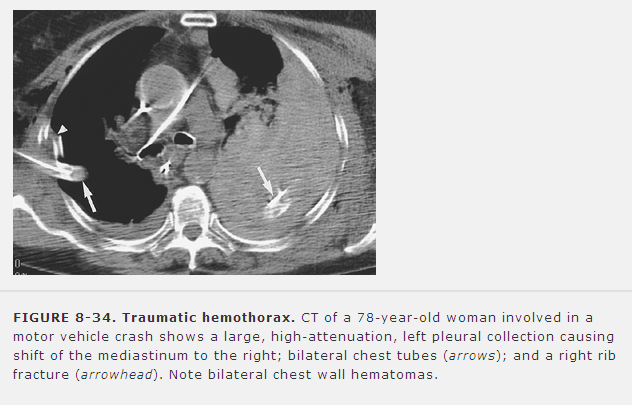 FIGURE 8-34. Traumatic hemothorax. CT of a 78-year-old woman involved in a
motor vehicle crash shows a large, high-attenuation, left pleural collection causing
shift of the mediastinum to the right; bilateral chest tubes (arrows); and a right rib
fracture (arrowhead). Note bilateral chest wall hematomas.